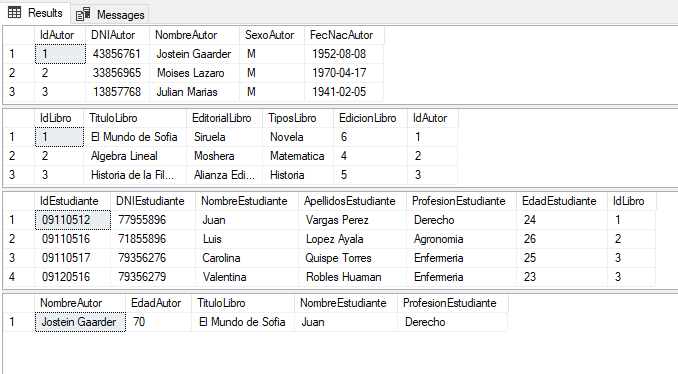 Results Messages
IdAutor DNIAutor NombreAutor SexoAutor FecNacAutor
1 1 43856761 Jostein Gaarder M 1952-08-08
2 2 33856965 Moises Lazaro M 1970-04-17
3 3 13857768 Julian Marias M 1941-02-05
IdLibro TituloLibro EditorialLibro TiposLibro EdicionLibro IdAutor
1 1 El Mundo de Sofia Siruela Novela 6 1
2 2 Algebra Lineal Moshera Matematica 4 2
3 3 Historia de la Fil... Alianza Edi... Historia 5 3
IdEstudiante DNIEstudiante NombreEstudiante ApellidosEstudiante ProfesionEstudiante EdadEstudiante IdLibro
1 09110512 77955896 Juan Vargas Perez Derecho 24 1
2 09110516 71855896 Luis Lopez Ayala Agronomia 26 2
3 09110517 79356276 Carolina Quispe Torres Enfermeria 25 3
4 09120516 79356279 Valentina Robles Huaman Enfermeria 23 3
NombreAutor EdadAutor TituloLibro NombreEstudiante ProfesionEstudiante
1 Jostein Gaarder 70 El Mundo de Sofia Juan Derecho